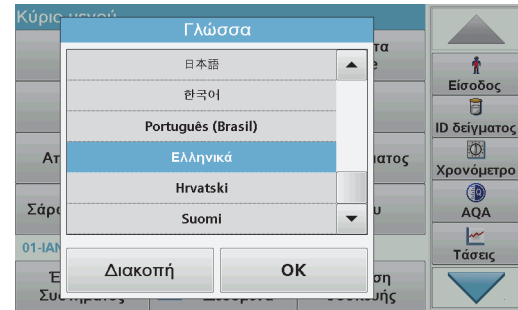 Κύριο μενού
Γλώσσα
日本語
한국어
Português (Brasil)
Ελληνικά
Hrvatski
Suomi
Διακοπή
OK
01-ΙΑΝ
Είσοδος
ID δείγματος
Χρονόμετρο
AQA
Τάσεις